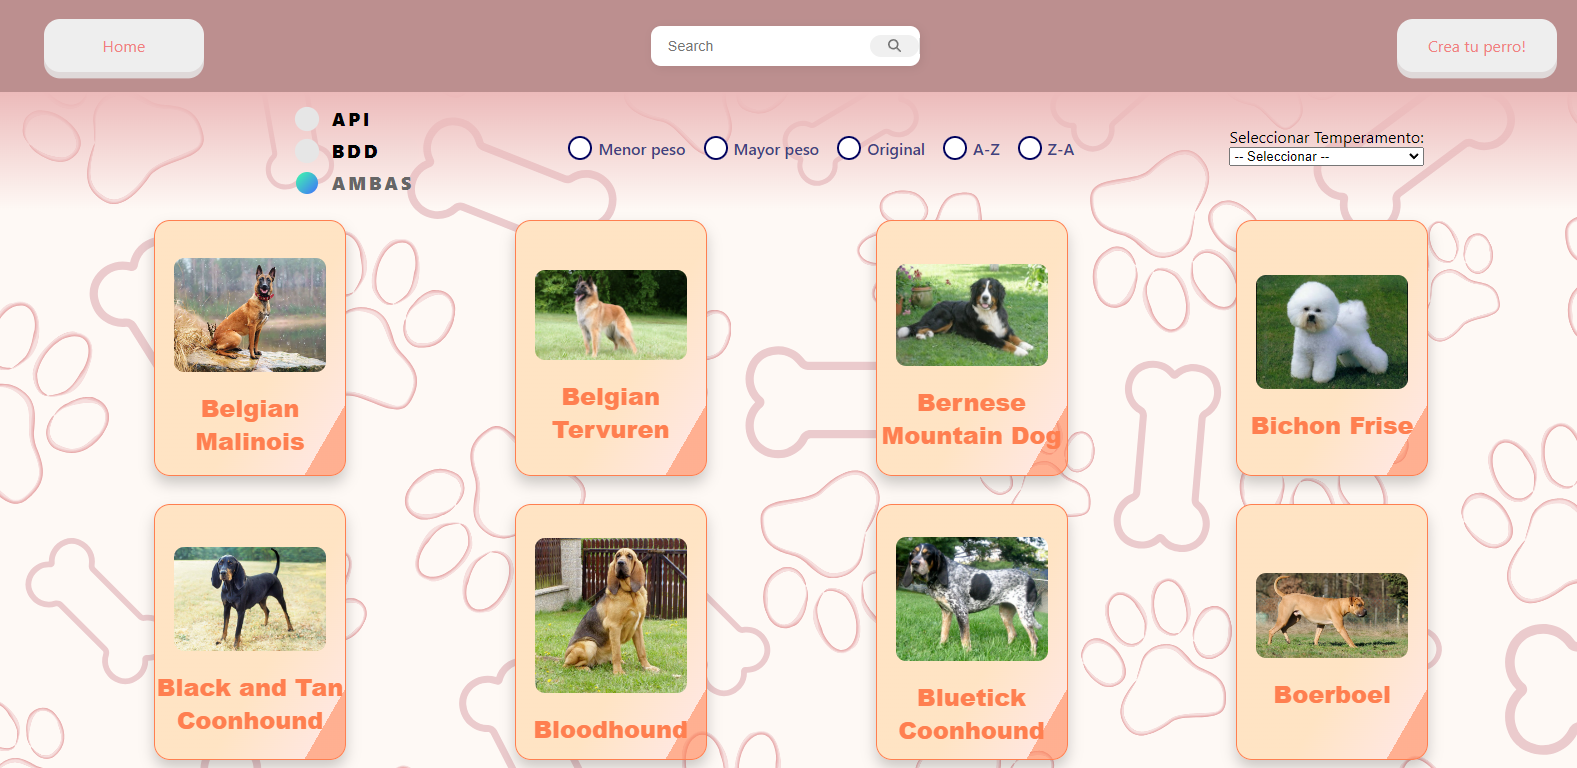 Home
Search
Crea tu perro!
API
BDD
AMBAS
Menor peso
Mayor peso
Original
A-Z
Z-A
Seleccionar Temperamento:
-- Seleccionar --
Belgian
Malinois
Belgian
Tervuren
Bernese
Mountain Dog
Bichon Frise
Black and Tan
Coonhound
Bloodhound
Bluetick
Coonhound
Boerboel